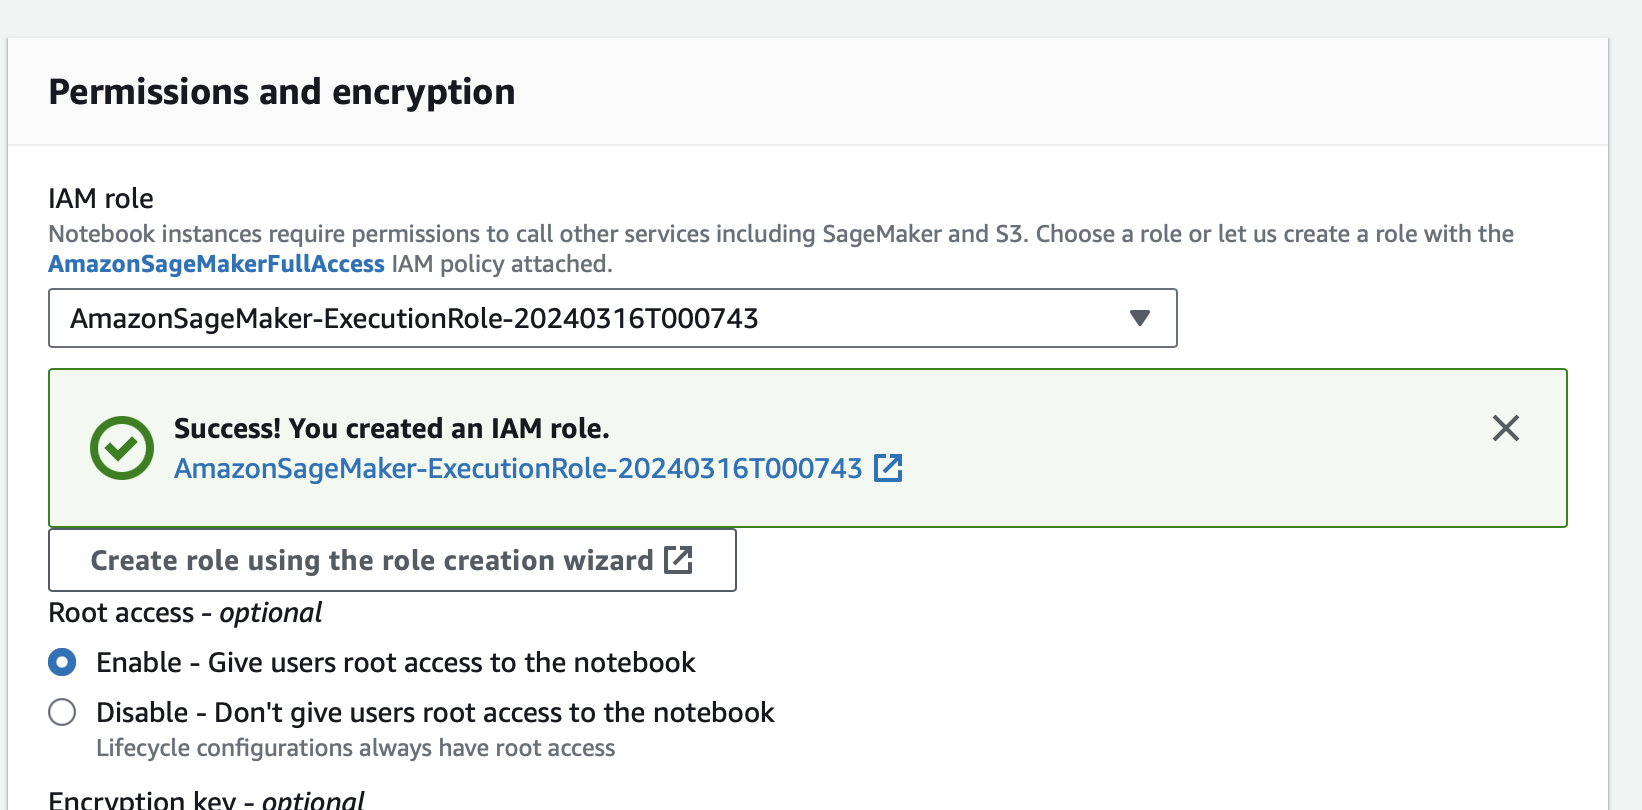 Permissions and encryption
IAM role
Notebook instances require permissions to call other services including SageMaker and S3. Choose a role or let us create a role with the
AmazonSageMakerFullAccess IAM policy attached.
AmazonSageMaker-ExecutionRole-20240316T000743
Success! You created an IAM role.
AmazonSageMaker-ExecutionRole-20240316T000743
Create role using the role creation wizard
Root access - optional
Enable - Give users root access to the notebook
Disable - Don't give users root access to the notebook
Lifecycle configurations always have root access
Encryption key - optional